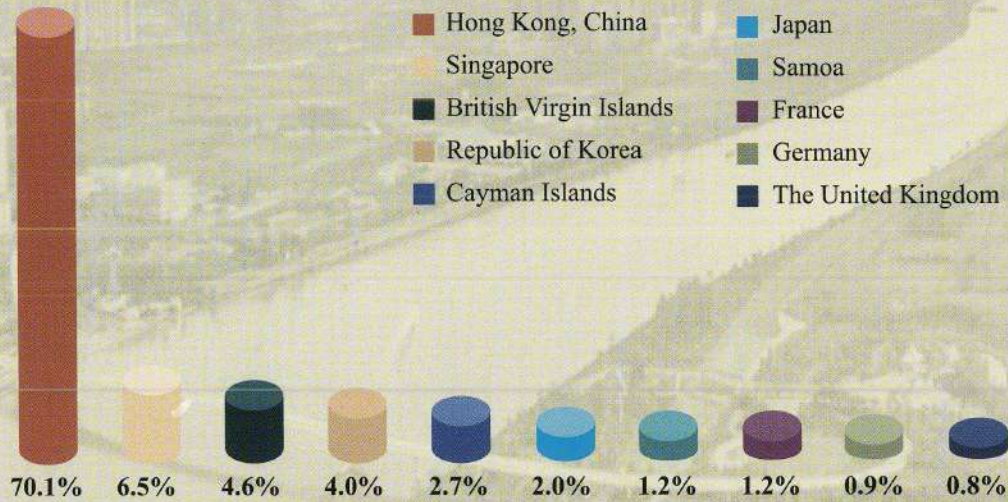 Hong Kong, China
Singapore
British Virgin Islands
Republic of Korea
Cayman Islands
Japan
Samoa
France
Germany
The United Kingdom
70.1% 6.5% 4.6% 4.0% 2.7% 2.0% 1.2% 1.2% 0.9% 0.8%